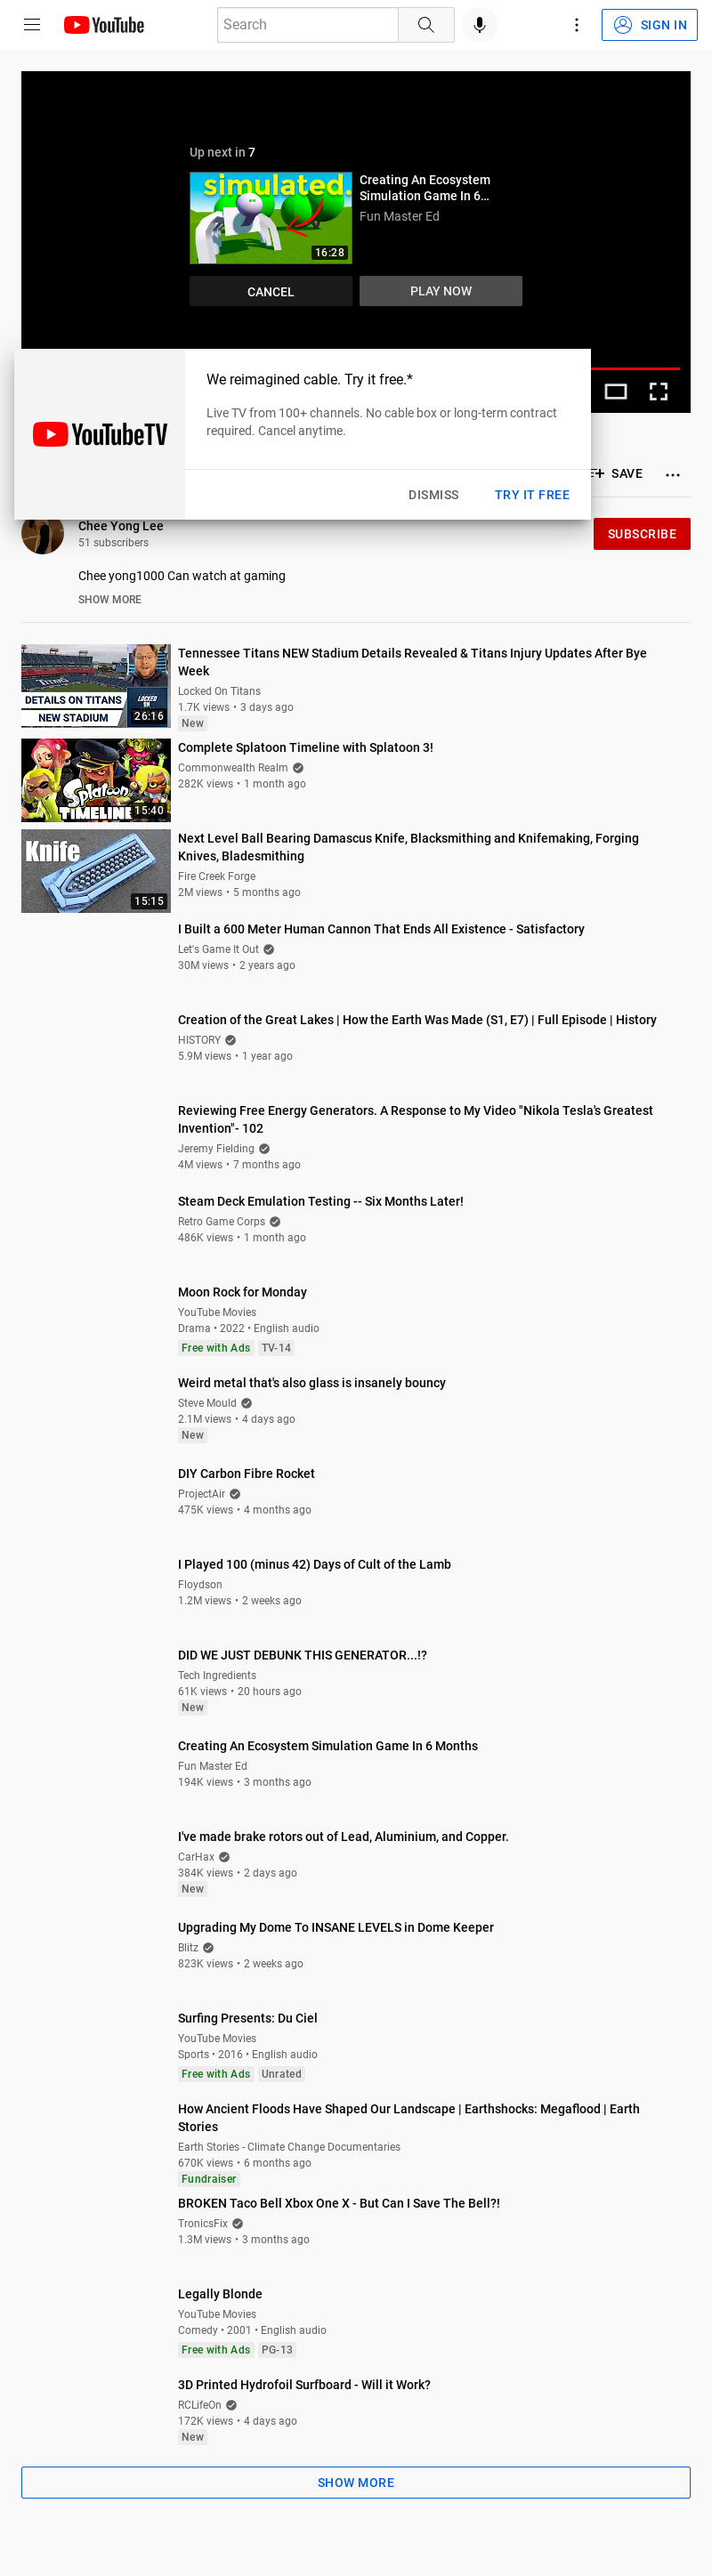 YouTube
Search
SIGN IN
Up next in 7
simulated.
16:28
Creating An Ecosystem
Simulation Game In 6...
Fun Master Ed
CANCEL
PLAY NOW
YouTubeTV
We reimagined cable. Try it free.*
Live TV from 100+ channels. No cable box or long-term contract
required. Cancel anytime.
DISMISS
TRY IT FREE
SAVE
Chee Yong Lee
51 subscribers
SUBSCRIBE
Chee yong1000 Can watch at gaming
SHOW MORE
TITANS
DETAILS ON TITANS
NEW STADIUM
LOCKED ON
26:16
Tennessee Titans NEW Stadium Details Revealed & Titans Injury Updates After Bye
Week
Locked On Titans
1.7K views • 3 days ago
New
Splatoon
TIMELINE
15:40
Complete Splatoon Timeline with Splatoon 3!
Commonwealth Realm
282K views • 1 month ago
Knife
15:15
Next Level Ball Bearing Damascus Knife, Blacksmithing and Knifemaking, Forging
Knives, Bladesmithing
Fire Creek Forge
2M views • 5 months ago
I Built a 600 Meter Human Cannon That Ends All Existence - Satisfactory
Let's Game It Out
30M views • 2 years ago
Creation of the Great Lakes | How the Earth Was Made (S1, E7) | Full Episode | History
HISTORY
5.9M views • 1 year ago
Reviewing Free Energy Generators. A Response to My Video "Nikola Tesla's Greatest
Invention"- 102
Jeremy Fielding
4M views • 7 months ago
Steam Deck Emulation Testing -- Six Months Later!
Retro Game Corps
486K views • 1 month ago
Moon Rock for Monday
YouTube Movies
Drama • 2022 • English audio
Free with Ads TV-14
Weird metal that's also glass is insanely bouncy
Steve Mould
2.1M views • 4 days ago
New
DIY Carbon Fibre Rocket
ProjectAir
475K views • 4 months ago
I Played 100 (minus 42) Days of Cult of the Lamb
Floydson
1.2M views • 2 weeks ago
DID WE JUST DEBUNK THIS GENERATOR...!?
Tech Ingredients
61K views • 20 hours ago
New
Creating An Ecosystem Simulation Game In 6 Months
Fun Master Ed
194K views • 3 months ago
I've made brake rotors out of Lead, Aluminium, and Copper.
CarHax
384K views • 2 days ago
New
Upgrading My Dome To INSANE LEVELS in Dome Keeper
Blitz
823K views • 2 weeks ago
Surfing Presents: Du Ciel
YouTube Movies
Sports • 2016 • English audio
Free with Ads Unrated
How Ancient Floods Have Shaped Our Landscape | Earthshocks: Megaflood | Earth
Stories
Earth Stories - Climate Change Documentaries
670K views • 6 months ago
Fundraiser
BROKEN Taco Bell Xbox One X - But Can I Save The Bell?!
TronicsFix
1.3M views • 3 months ago
Legally Blonde
YouTube Movies
Comedy • 2001 • English audio
Free with Ads PG-13
3D Printed Hydrofoil Surfboard - Will it Work?
RCLifeOn
172K views • 4 days ago
New
SHOW MORE